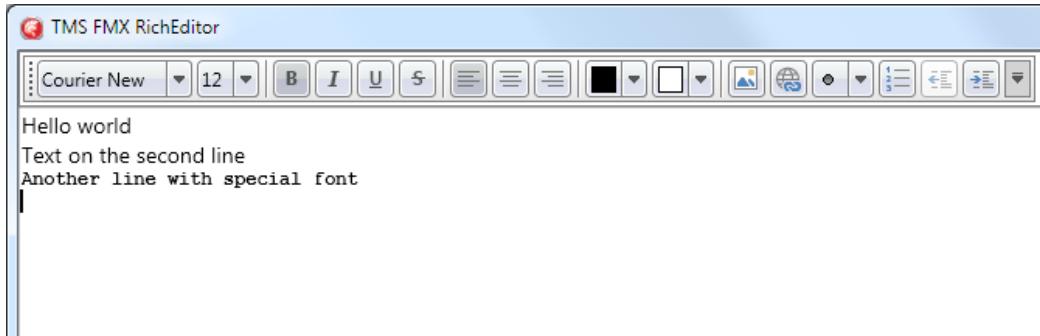 TMS FMX RichEditor
Courier New 12 B I U S
Hello world
Text on the second line
Another line with special font